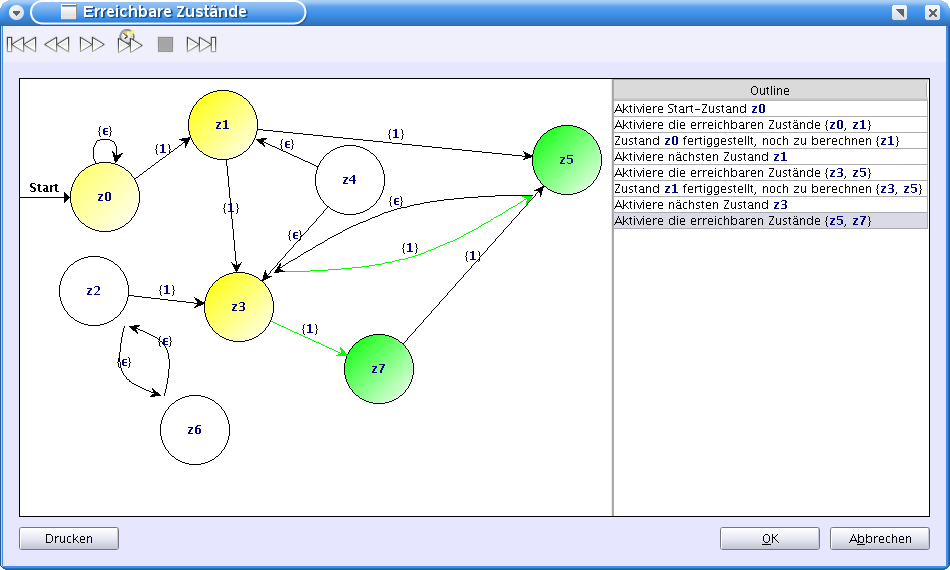 Erreichbare Zustände
Outline
Aktiviere Start-Zustand z0
Aktiviere die erreichbaren Zustände {z0, z1}
Zustand z0 fertiggestellt, noch zu berechnen {z1}
Aktiviere nächsten Zustand z1
Aktiviere die erreichbaren Zustände {z3, z5}
Zustand z1 fertiggestellt, noch zu berechnen {z3, z5}
Aktiviere nächsten Zustand z3
Aktiviere die erreichbaren Zustände {z5, z7}
z1
{ϵ}
{1}
{1}
{ϵ}
z5
z4
Start
z0
{1}
{ϵ}
{ϵ}
{1}
{1}
z2
{1}
z3
{1}
{ϵ}
{ϵ}
z7
z6
Drucken
OK
Abbrechen